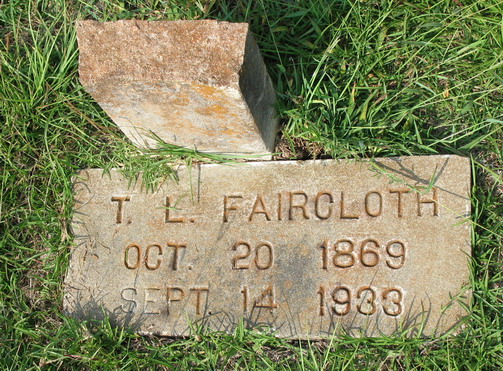 T. L. FAIRCLOTH
OCT. 20 1869
SEPT. 14 1933